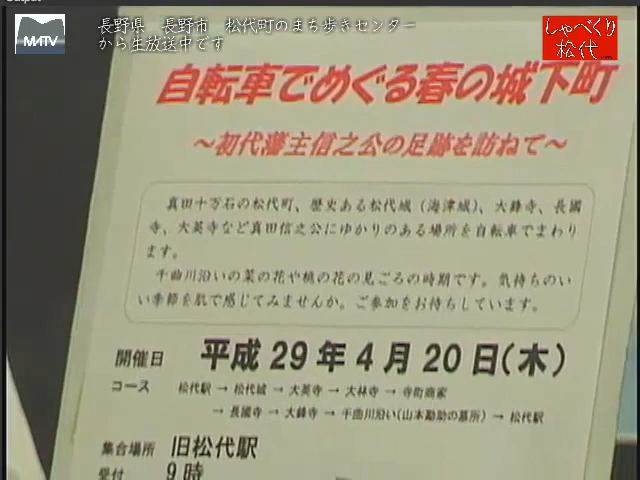 M-ATV
長野県 長野市 松代町のまち歩きセンター
から生放送中です
しゃべくり
松代
自転車でめぐる春の城下町
〜初代藩主信之公の足跡を訪ねて〜
真田十万石の松代町、歴史ある松代城（海津城）、大鋒寺、長國
寺、大英寺など真田信之公にゆかりのある場所を自転車でまわり
ます。
千曲川沿いの菜の花や桃の花の見ごろの時期です。気持ちのい
い季節を肌で感じてみませんか。ご参加をお待ちしています。
開催日 平成29年4月20日(木)
コース 松代駅 → 松代城 → 大英寺 → 大林寺 → 寺町商家
→ 長國寺 → 大鋒寺 → 千曲川沿い(山本勘助の墓所) → 松代駅
集合場所 旧松代駅
受付 9時